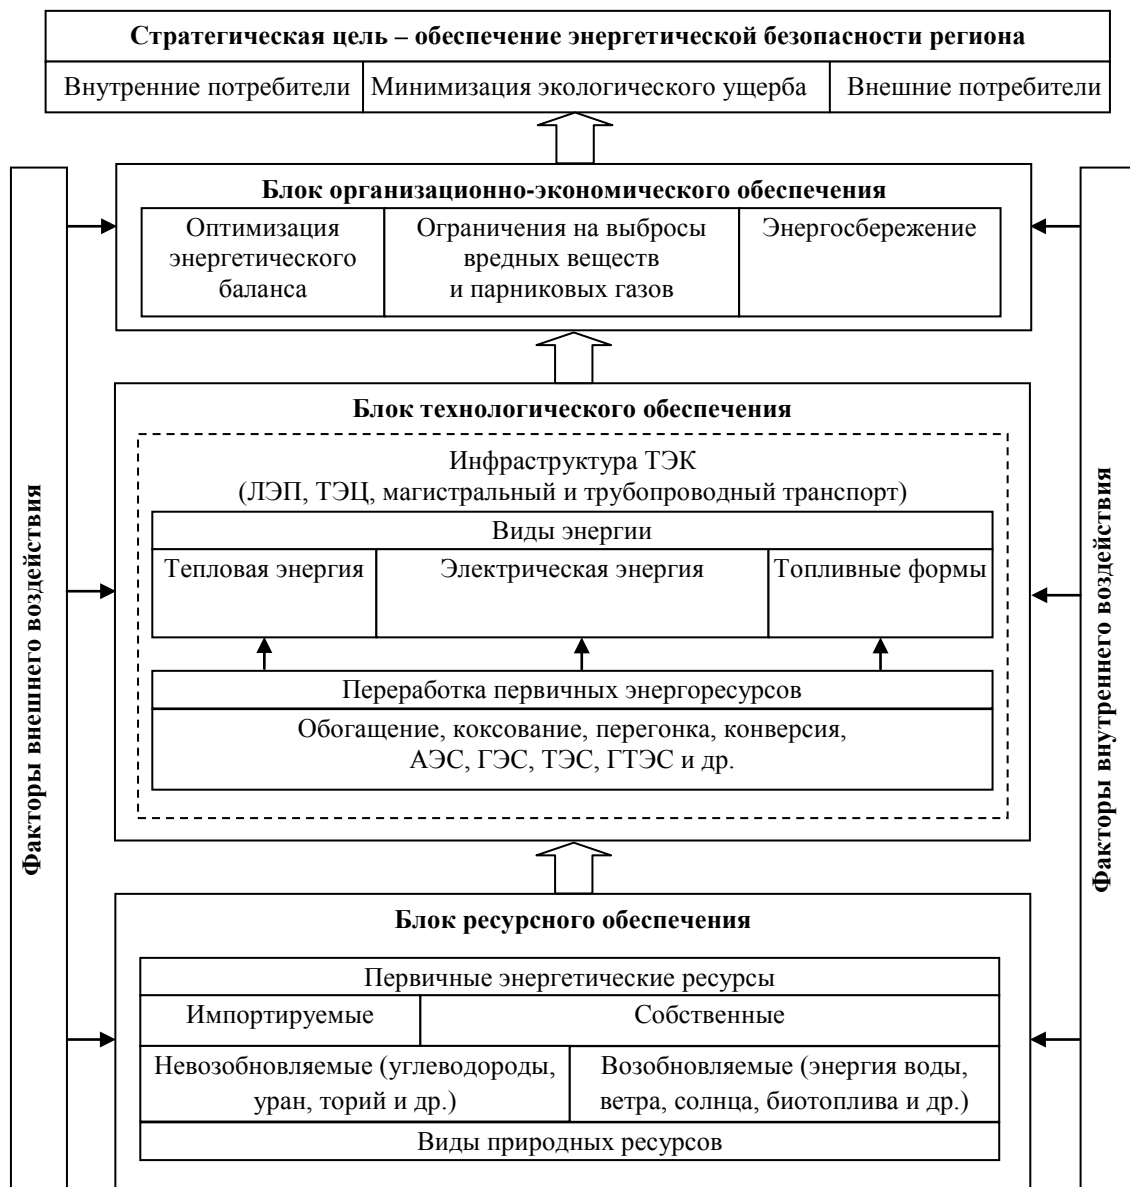 Стратегическая цель – обеспечение энергетической безопасности региона
Внутренние потребители
Минимизация экологического ущерба
Внешние потребители
Факторы внешнего воздействия
Блок организационно-экономического обеспечения
Оптимизация
энергетического
баланса
Ограничения на выбросы
вредных веществ
и парниковых газов
Энергосбережение
Блок технологического обеспечения
Инфраструктура ТЭК
(ЛЭП, ТЭЦ, магистральный и трубопроводный транспорт)
Виды энергии
Тепловая энергия
Электрическая энергия
Топливные формы
Переработка первичных энергоресурсов
Обогащение, коксование, перегонка, конверсия,
АЭС, ГЭС, ТЭС, ГТЭС и др.
Блок ресурсного обеспечения
Первичные энергетические ресурсы
Импортируемые
Собственные
Невозобновляемые (углеводороды,
уран, торий и др.)
Возобновляемые (энергия воды,
ветра, солнца, биотоплива и др.)
Виды природных ресурсов
Факторы внутреннего воздействия